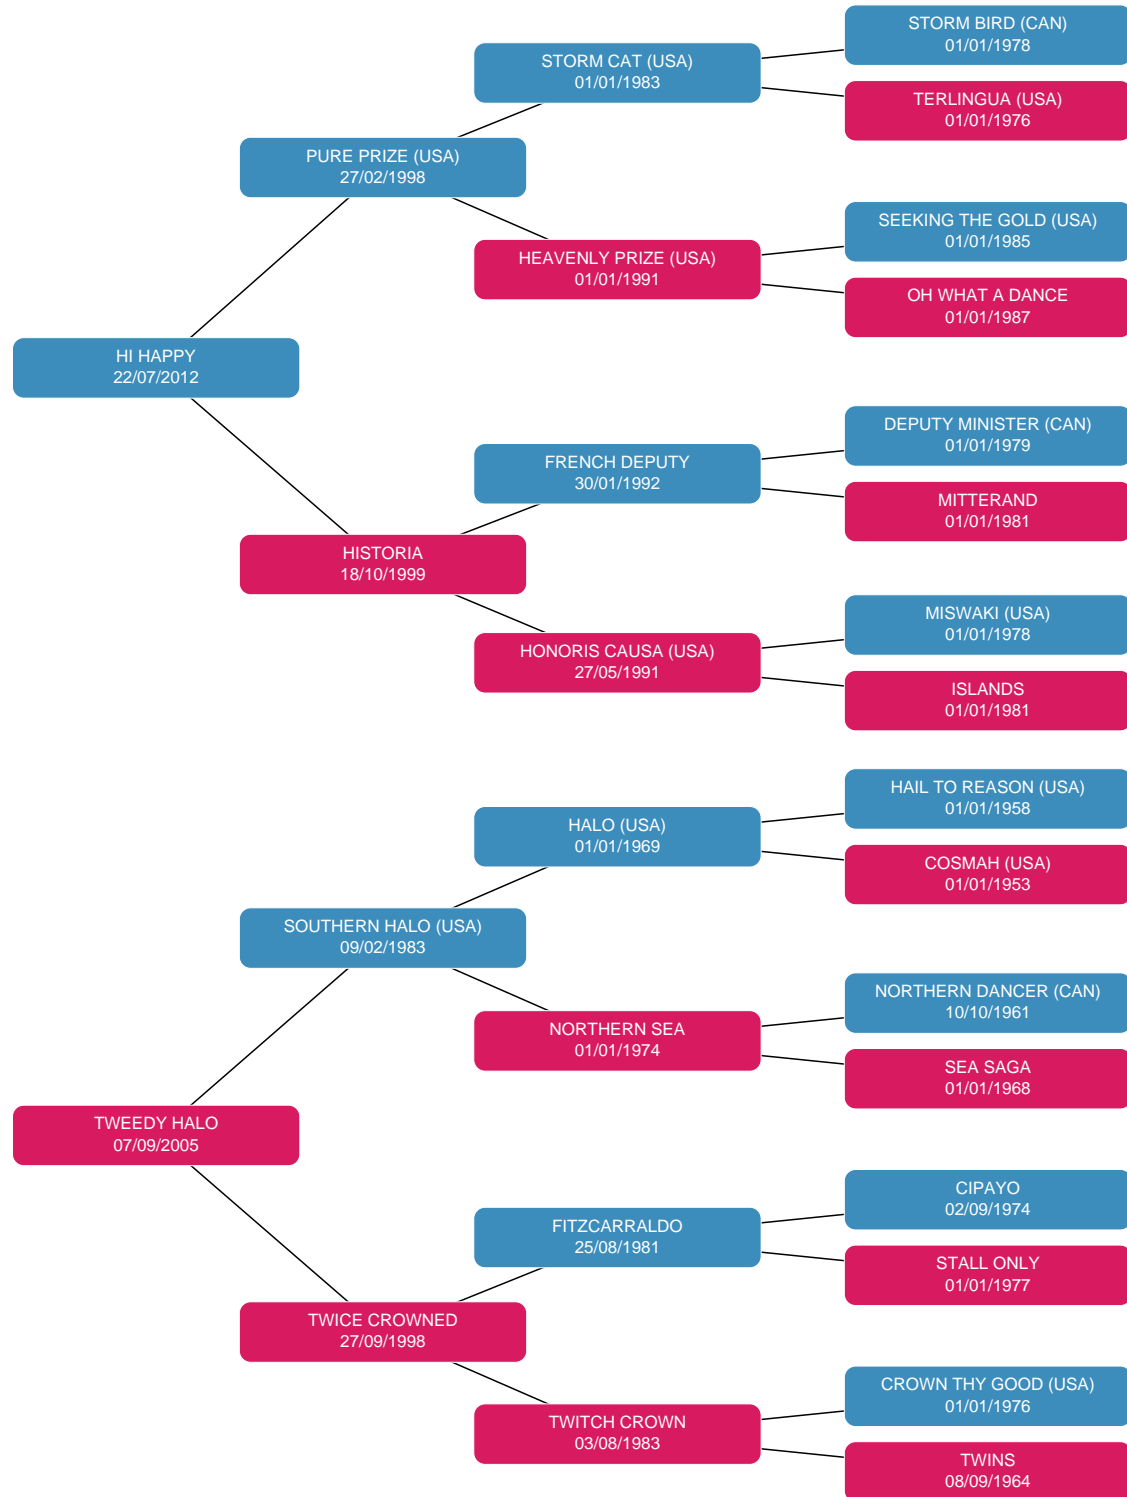 STORM BIRD (CAN)
01/01/1978
STORM CAT (USA)
01/01/1983
TERLINGUA (USA)
01/01/1976
PURE PRIZE (USA)
27/02/1998
SEEKING THE GOLD (USA)
01/01/1985
HEAVENLY PRIZE (USA)
01/01/1991
OH WHAT A DANCE
01/01/1987
HI HAPPY
22/07/2012
DEPUTY MINISTER (CAN)
01/01/1979
FRENCH DEPUTY
30/01/1992
MITTERAND
01/01/1981
HISTORIA
18/10/1999
MISWAKI (USA)
01/01/1978
HONORIS CAUSA (USA)
27/05/1991
ISLANDS
01/01/1981
HAIL TO REASON (USA)
01/01/1958
HALO (USA)
01/01/1969
COSMAH (USA)
01/01/1953
SOUTHERN HALO (USA)
09/02/1983
NORTHERN DANCER (CAN)
10/10/1961
NORTHERN SEA
01/01/1974
SEA SAGA
01/01/1968
TWEEDY HALO
07/09/2005
CIPAYO
02/09/1974
FITZCARRALDO
25/08/1981
STALL ONLY
01/01/1977
TWICE CROWNED
27/09/1998
CROWN THY GOOD (USA)
01/01/1976
TWITCH CROWN
03/08/1983
TWINS
08/09/1964